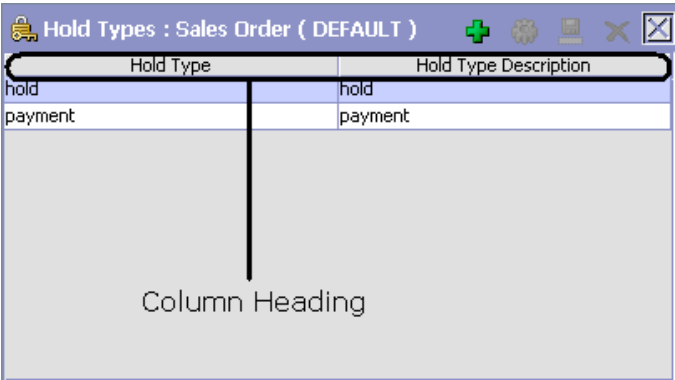 Hold Types : Sales Order ( DEFAULT )
Hold Type Hold Type Description
hold hold
payment payment
Column Heading